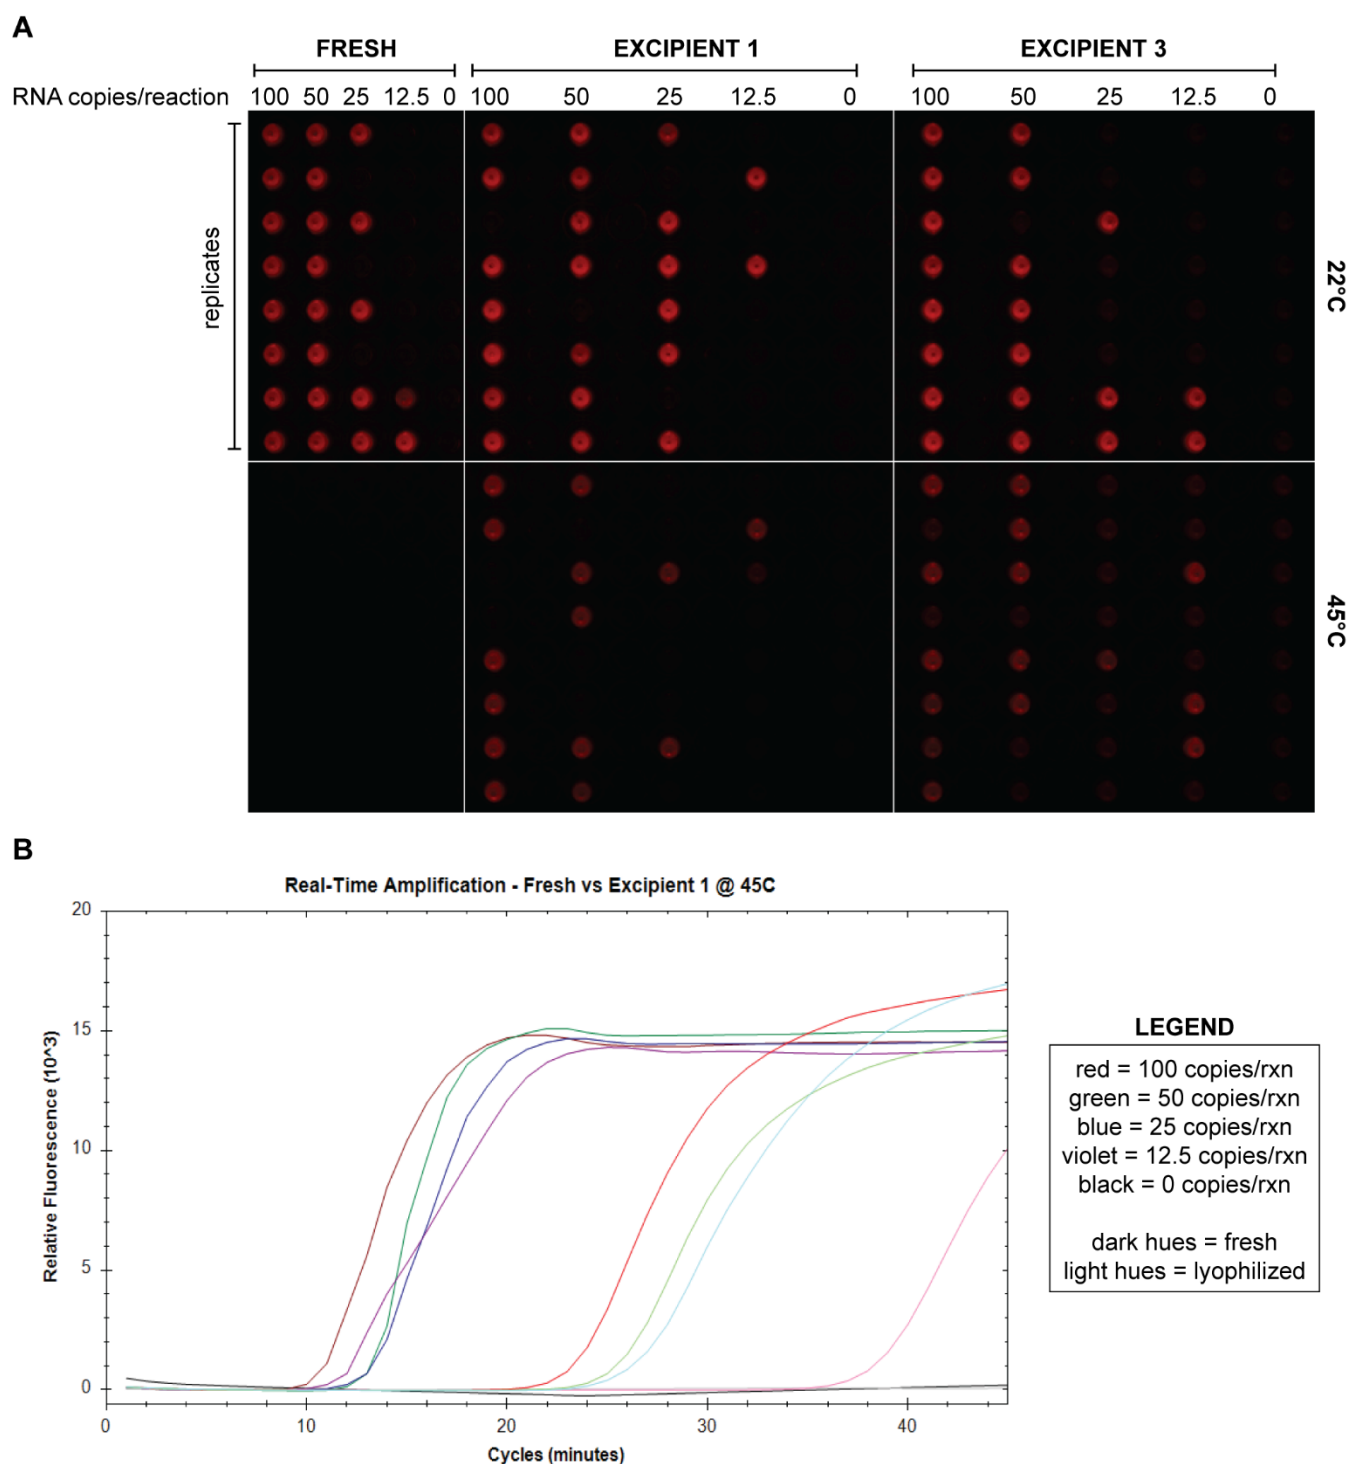 A
FRESH EXCIPIENT 1 EXCIPIENT 3
RNA copies/reaction 100 50 25 12.5 0 100 50 25 12.5 0 100 50 25 12.5 0
replicates
22°C
45°C
B
Real-Time Amplification - Fresh vs Excipient 1 @ 45C
20
15
10
5
0
Relative Fluorescence (10^3)
0 10 20 30 40
Cycles (minutes)
LEGEND
red = 100 copies/rxn
green = 50 copies/rxn
blue = 25 copies/rxn
violet = 12.5 copies/rxn
black = 0 copies/rxn
dark hues = fresh
light hues = lyophilized